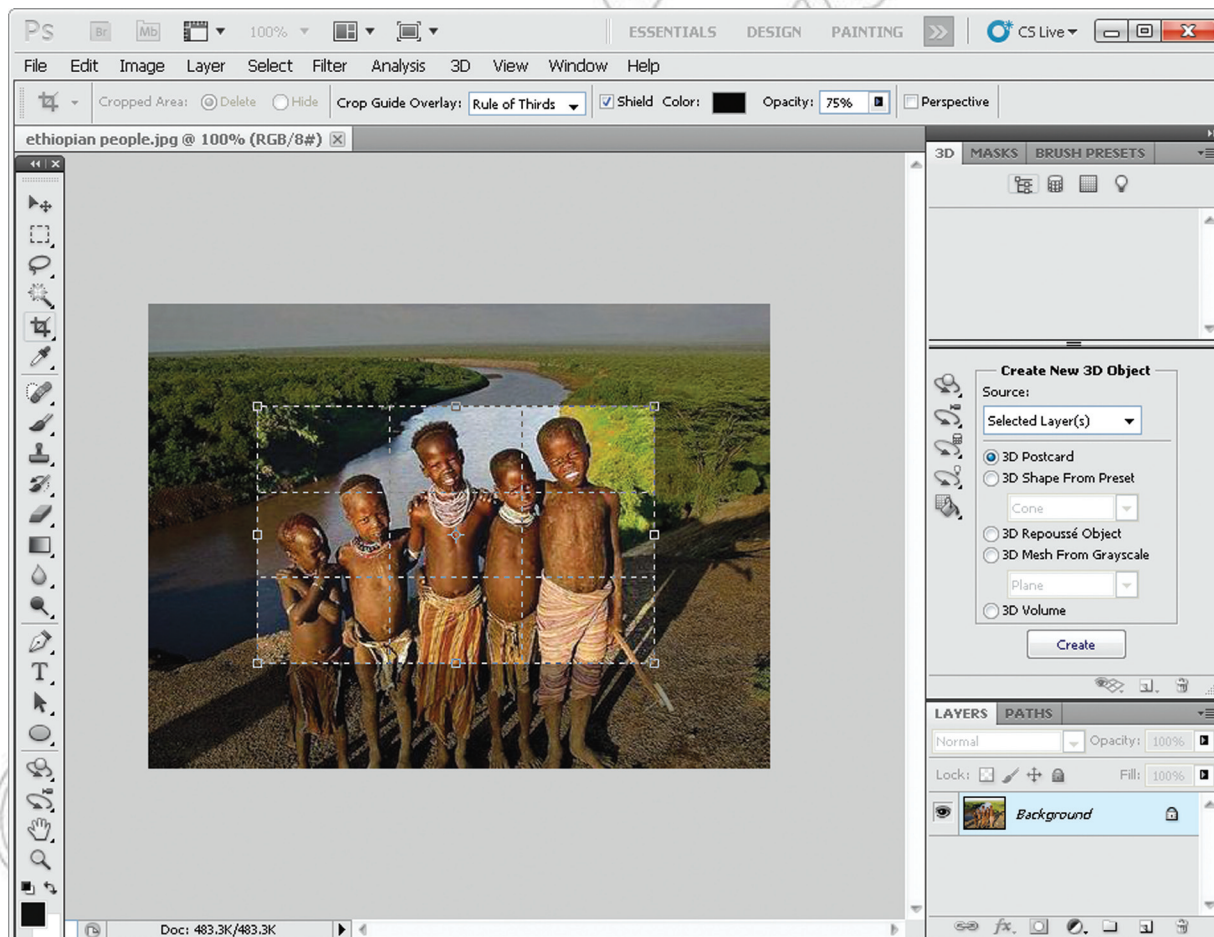 Ps Br Mb 100% ESSENTIALS DESIGN PAINTING >> CS Live
File Edit Image Layer Select Filter Analysis 3D View Window Help
Cropped Area: Delete Hide Crop Guide Overlay: Rule of Thirds Shield Color: Opacity: 75% Perspective
ethiopian people.jpg @ 100% (RGB/8#)
3D MASKS BRUSH PRESETS
Create New 3D Object
Source:
Selected Layer(s)
3D Postcard
3D Shape From Preset
Cone
3D Repoussé Object
3D Mesh From Grayscale
Plane
3D Volume
Create
LAYERS PATHS
Normal Opacity: 100%
Lock: Fill: 100%
Background
T
fx.
Doc: 483.3K/483.3K